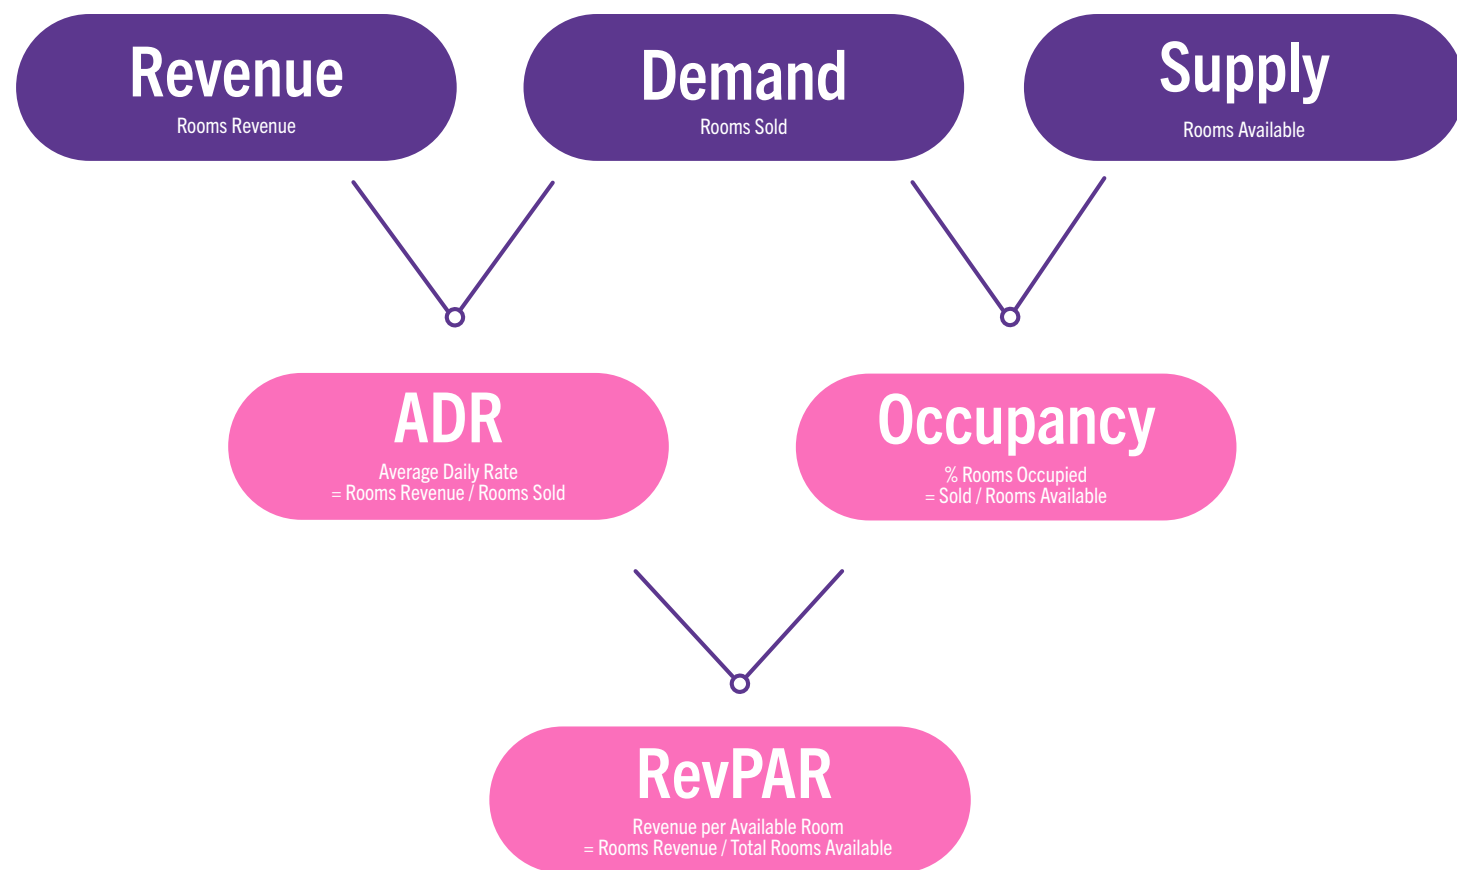 Revenue
Rooms Revenue
Demand
Rooms Sold
Supply
Rooms Available
ADR
Average Daily Rate
= Rooms Revenue / Rooms Sold
Occupancy
% Rooms Occupied
= Sold / Rooms Available
RevPAR
Revenue per Available Room
= Rooms Revenue / Total Rooms Available